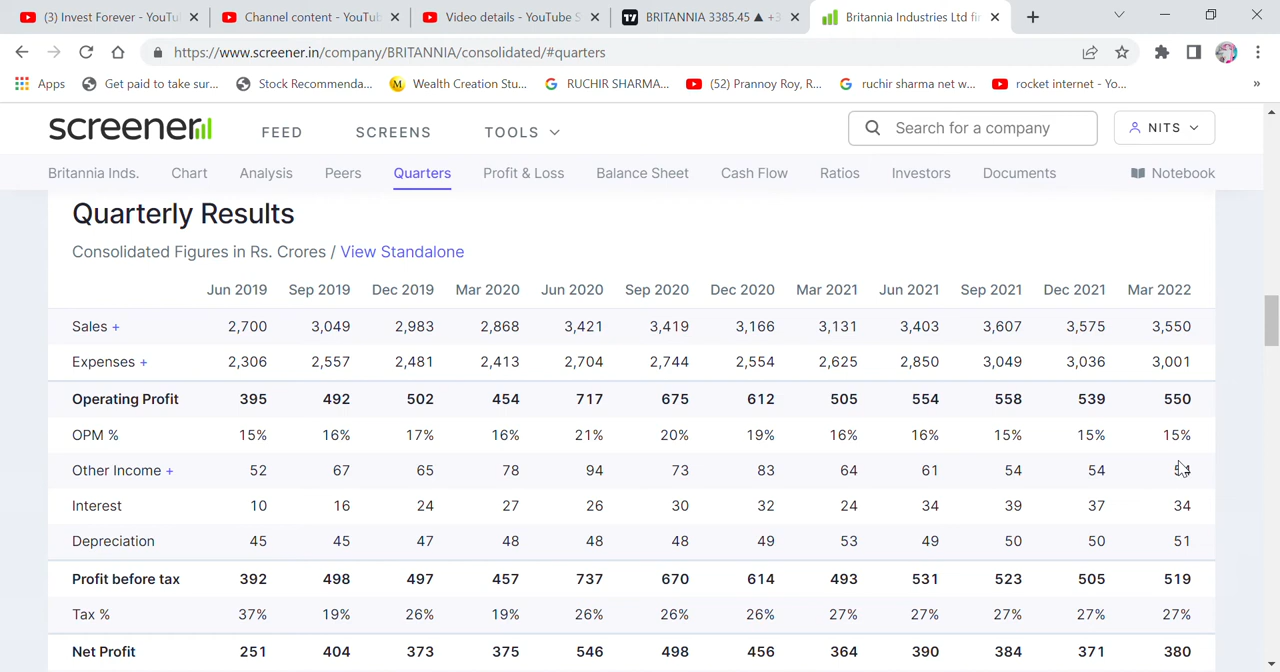 (3) Invest Forever - YouTu
Channel content - YouTub
Video details - YouTube S
BRITANNIA 3385.45 ▲ +3
Britannia Industries Ltd fi
https://www.screener.in/company/BRITANNIA/consolidated/#quarters
Apps Get paid to take sur... Stock Recommenda... Wealth Creation Stu... RUCHIR SHARMA... (52) Prannoy Roy, R... ruchir sharma net w... rocket internet - Yo... »
screener FEED SCREENS TOOLS Search for a company NITS
Britannia Inds. Chart Analysis Peers Quarters Profit & Loss Balance Sheet Cash Flow Ratios Investors Documents Notebook
Quarterly Results
Consolidated Figures in Rs. Crores / View Standalone
Jun 2019 Sep 2019 Dec 2019 Mar 2020 Jun 2020 Sep 2020 Dec 2020 Mar 2021 Jun 2021 Sep 2021 Dec 2021 Mar 2022
Sales + 2,700 3,049 2,983 2,868 3,421 3,419 3,166 3,131 3,403 3,607 3,575 3,550
Expenses + 2,306 2,557 2,481 2,413 2,704 2,744 2,554 2,625 2,850 3,049 3,036 3,001
Operating Profit 395 492 502 454 717 675 612 505 554 558 539 550
OPM % 15% 16% 17% 16% 21% 20% 19% 16% 16% 15% 15% 15%
Other Income + 52 67 65 78 94 73 83 64 61 54 54
Interest 10 16 24 27 26 30 32 24 34 39 37 34
Depreciation 45 45 47 48 48 48 49 53 49 50 50 51
Profit before tax 392 498 497 457 737 670 614 493 531 523 505 519
Tax % 37% 19% 26% 19% 26% 26% 26% 27% 27% 27% 27% 27%
Net Profit 251 404 373 375 546 498 456 364 390 384 371 380